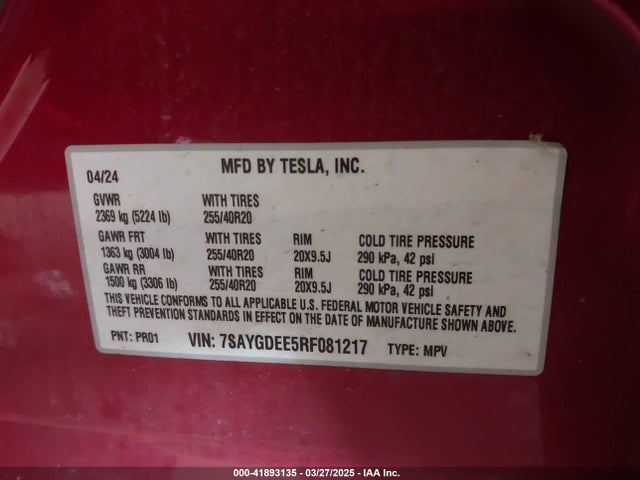 MFD BY TESLA, INC.
04/24
GVWR WITH TIRES
2369 kg (5224 lb) 255/40R20
GAWR FRT WITH TIRES RIM COLD TIRE PRESSURE
1363 kg (3004 lb) 255/40R20 20X9.5J 290 kPa, 42 psi
GAWR RR WITH TIRES RIM COLD TIRE PRESSURE
1500 kg (3306 lb) 255/40R20 20X9.5J 290 kPa, 42 psi
THIS VEHICLE CONFORMS TO ALL APPLICABLE U.S. FEDERAL MOTOR VEHICLE SAFETY AND
THEFT PREVENTION STANDARDS IN EFFECT ON THE DATE OF MANUFACTURE SHOWN ABOVE.
PNT: PR01 VIN: 7SAYGDEE5RF081217 TYPE: MPV
000-41893135 - 03/27/2025 - IAA Inc.